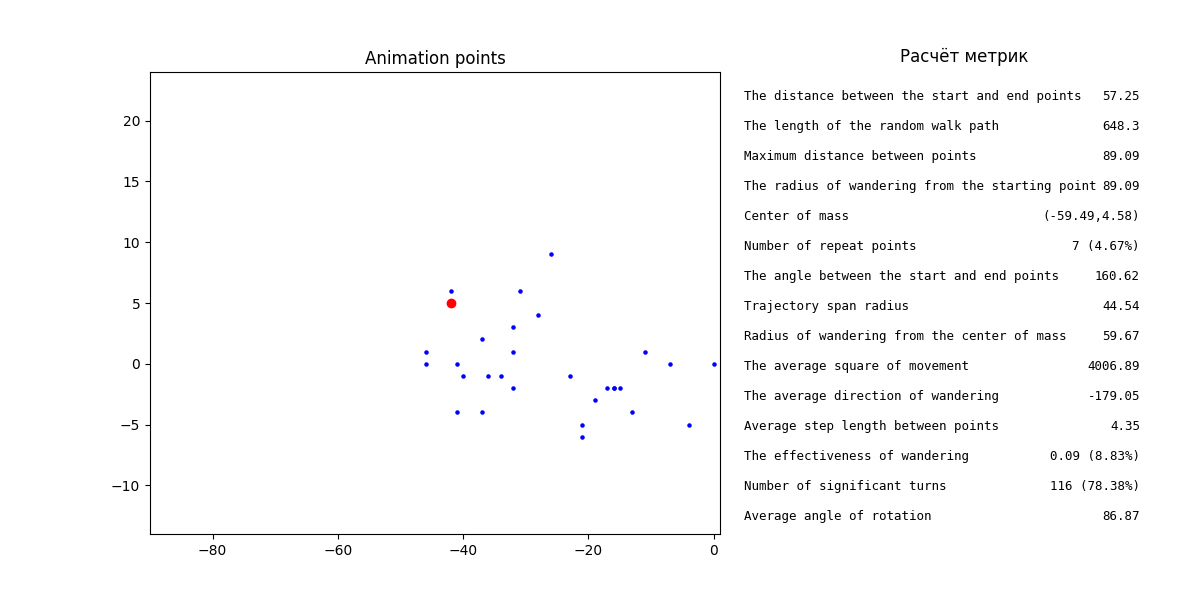 Animation points
20
15
10
5
0
−5
−10
−80
−60
−40
−20
0
Расчёт метрик
The distance between the start and end points 57.25
The length of the random walk path 648.3
Maximum distance between points 89.09
The radius of wandering from the starting point 89.09
Center of mass (-59.49,4.58)
Number of repeat points 7 (4.67%)
The angle between the start and end points 160.62
Trajectory span radius 44.54
Radius of wandering from the center of mass 59.67
The average square of movement 4006.89
The average direction of wandering -179.05
Average step length between points 4.35
The effectiveness of wandering 0.09 (8.83%)
Number of significant turns 116 (78.38%)
Average angle of rotation 86.87